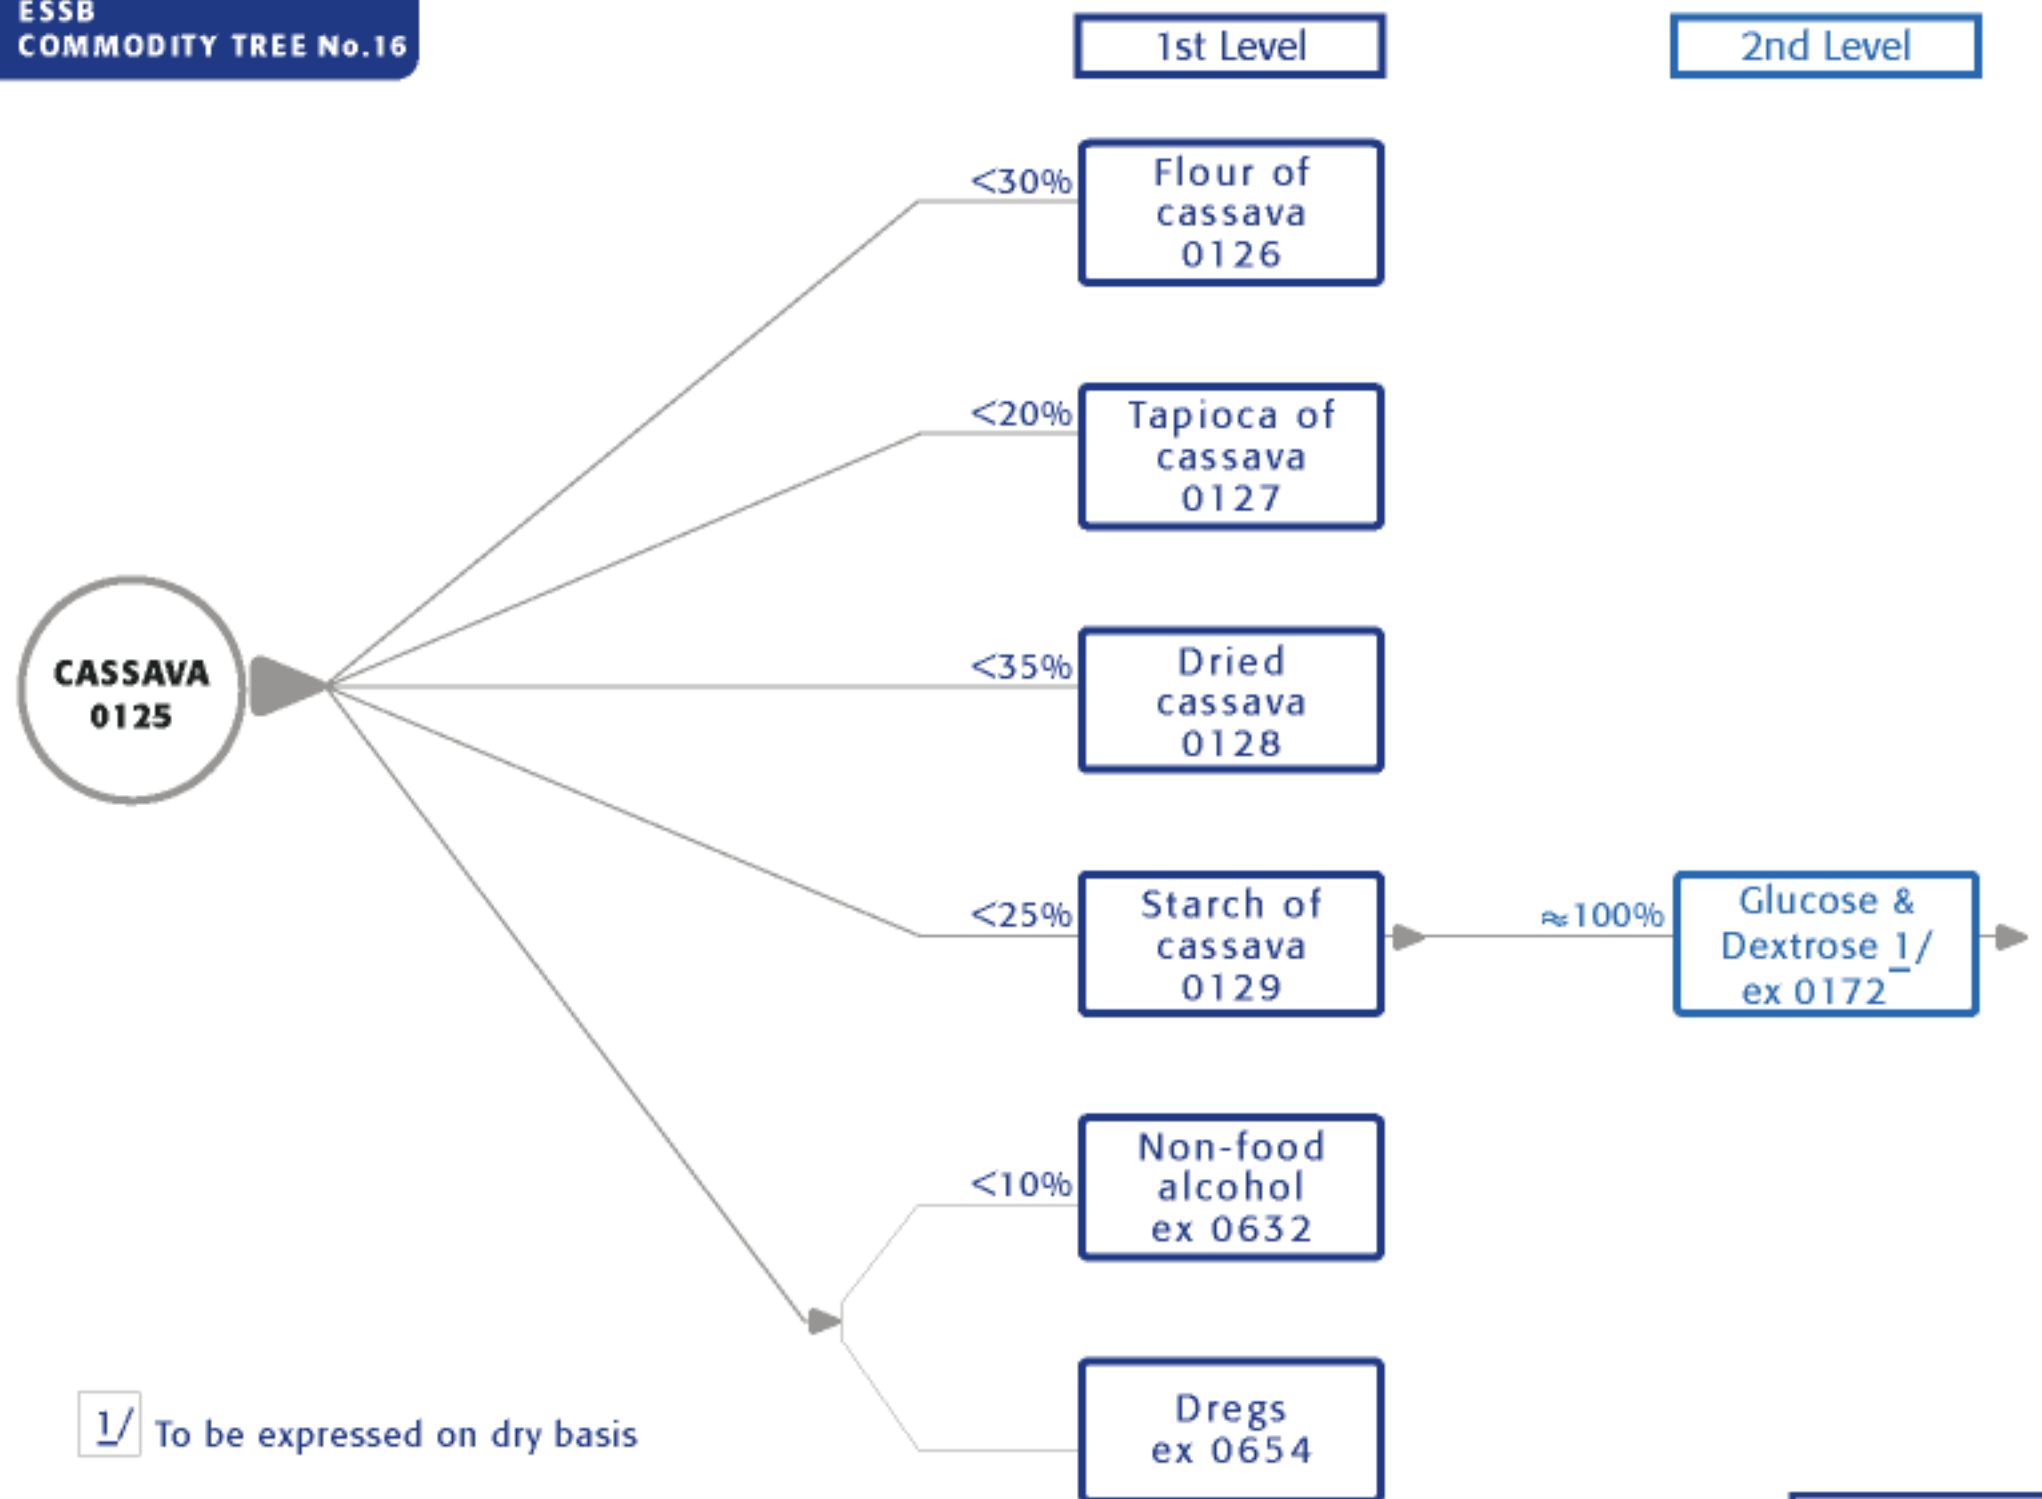 ESSB
COMMODITY TREE No.16
1st Level
2nd Level
<30%
Flour of
cassava
0126
<20%
Tapioca of
cassava
0127
CASSAVA
0125
<35%
Dried
cassava
0128
<25%
Starch of
cassava
0129
≈100%
Glucose &
Dextrose 1/
ex 0172
<10%
Non-food
alcohol
ex 0632
Dregs
ex 0654
1/ To be expressed on dry basis